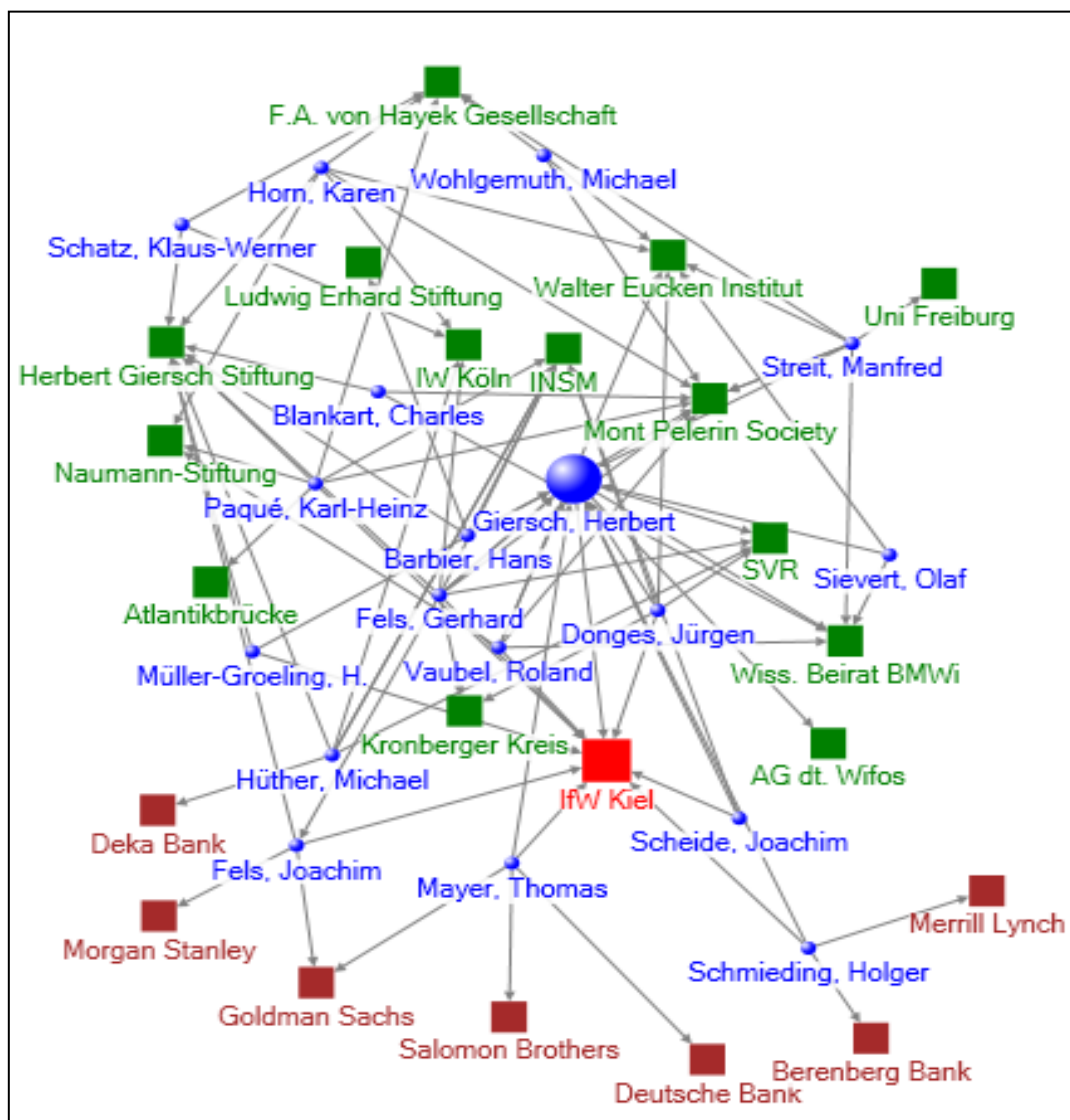 F.A. von Hayek Gesellschaft
Wohlgemuth, Michael
Horn, Karen
Schatz, Klaus-Werner
Ludwig Erhard Stiftung
Walter Eucken Institut
Uni Freiburg
Herbert Giersch Stiftung
IW Köln
INSM
Streit, Manfred
Blankart, Charles
Mont Pelerin Society
Naumann-Stiftung
Paqué, Karl-Heinz
Giersch, Herbert
Barbier, Hans
SVR
Sievert, Olaf
Atlantikbrücke
Fels, Gerhard
Donges, Jürgen
Müller-Groeling, H.
Vaubel, Roland
Wiss. Beirat BMWi
Kronberger Kreis
AG dt. Wifos
Hüther, Michael
IfW Kiel
Deka Bank
Scheide, Joachim
Fels, Joachim
Mayer, Thomas
Merrill Lynch
Morgan Stanley
Schmieding, Holger
Goldman Sachs
Salomon Brothers
Berenberg Bank
Deutsche Bank